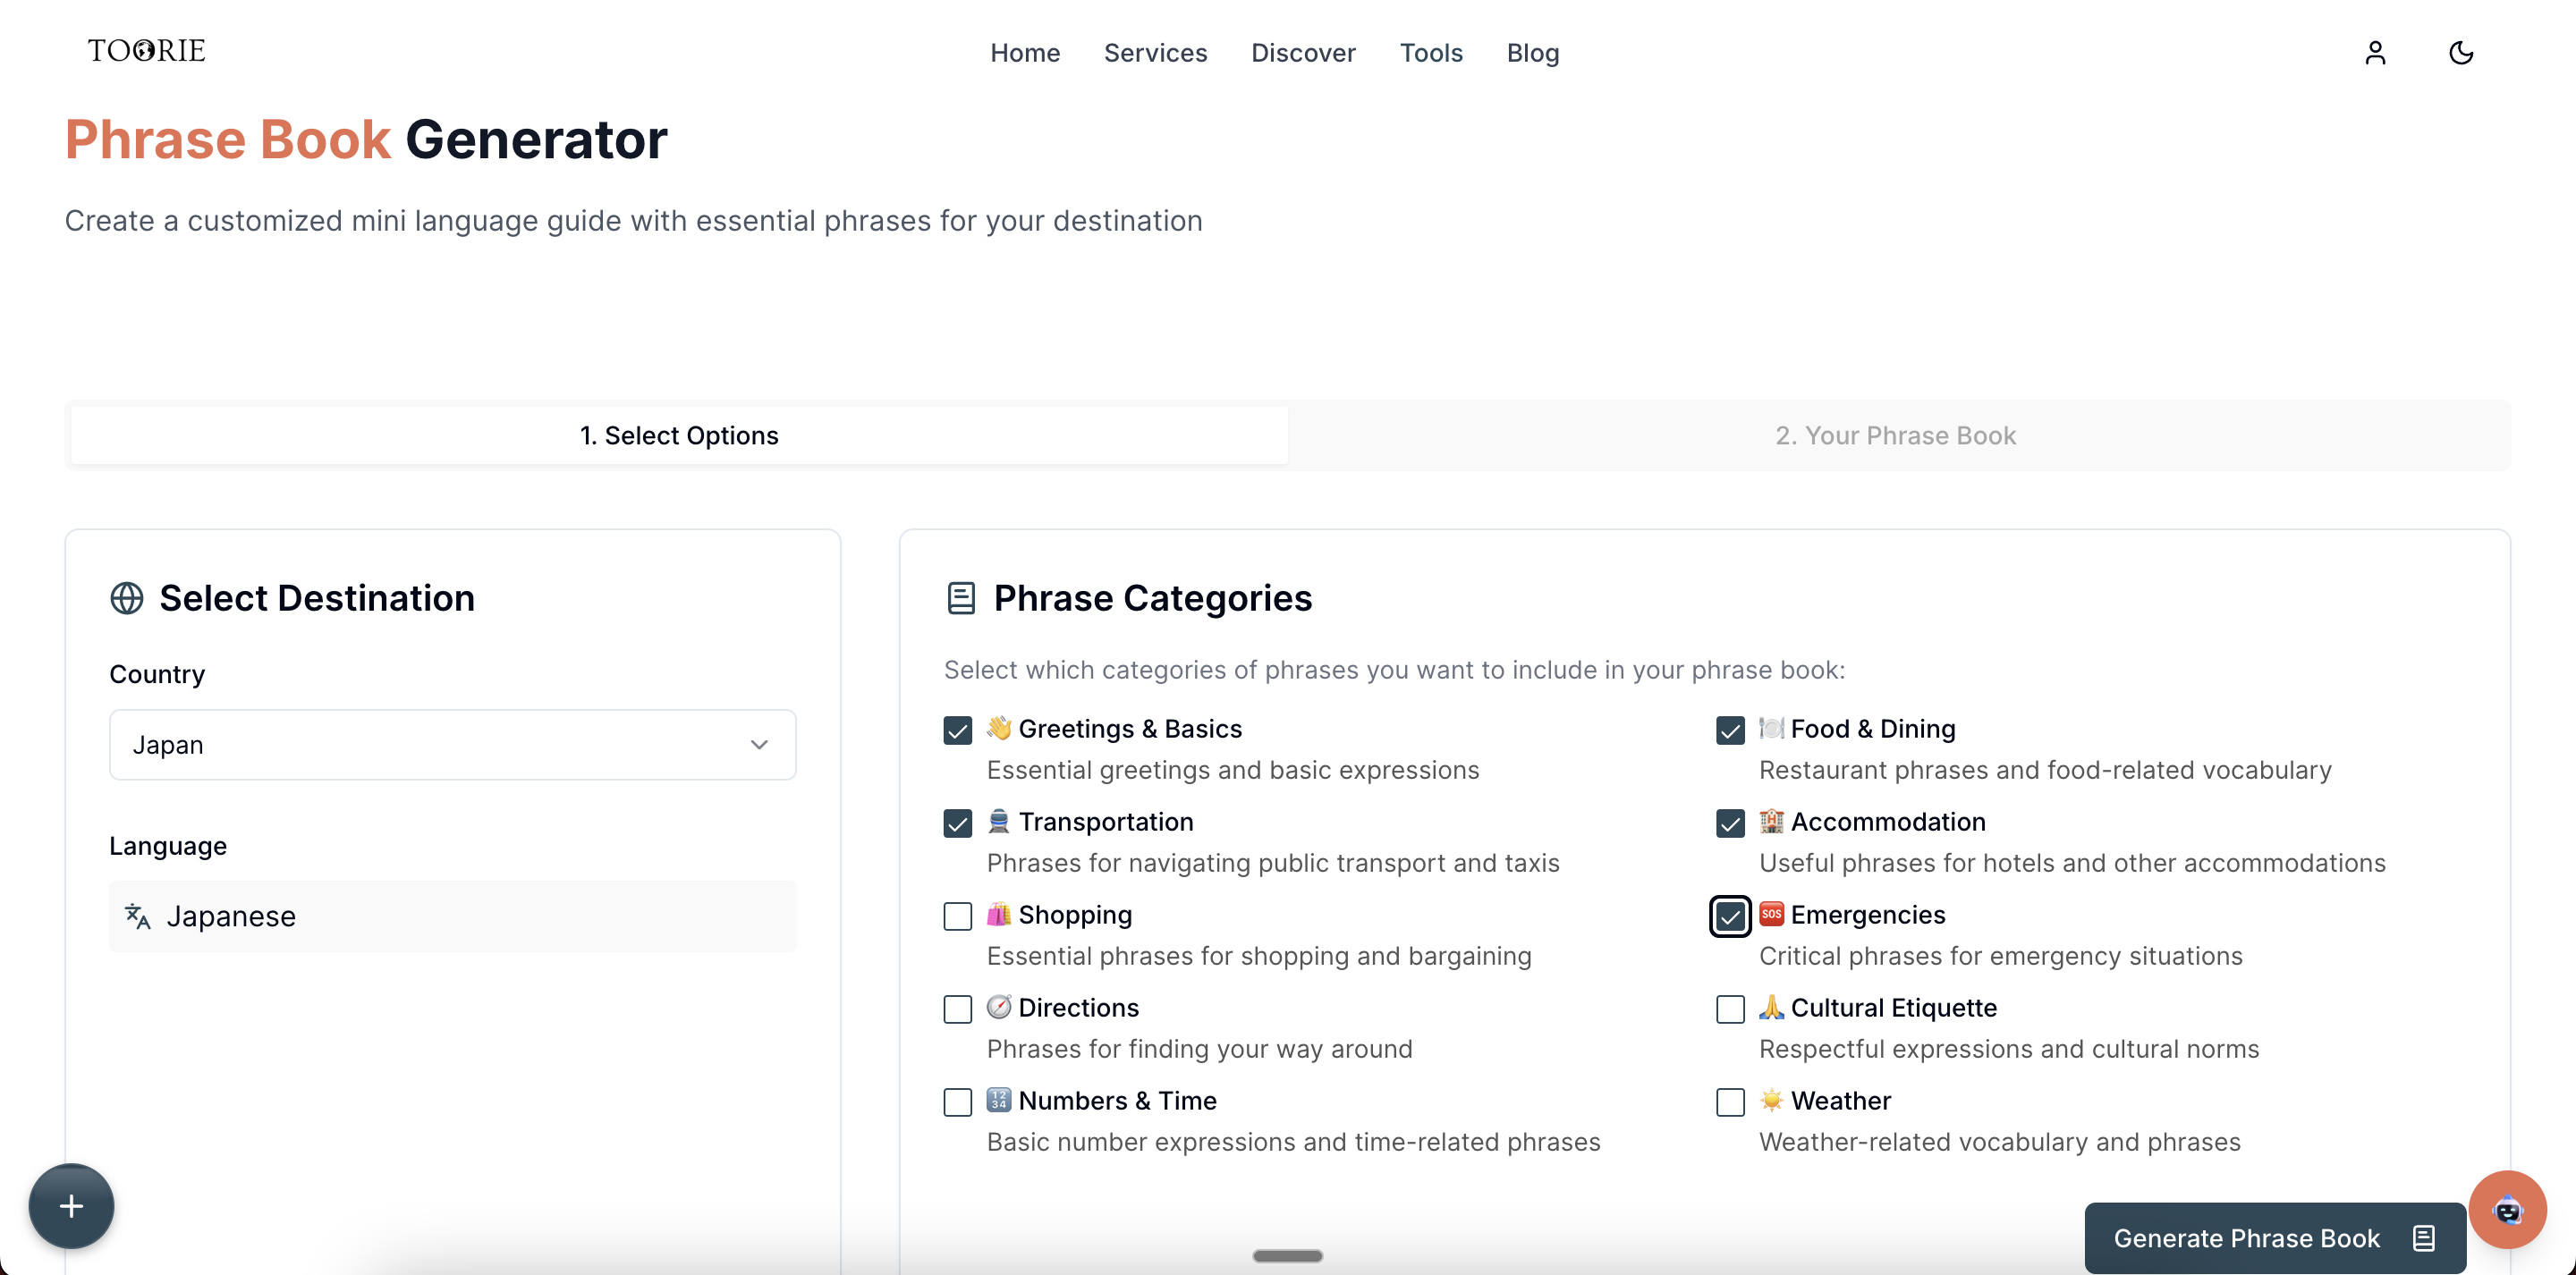 TOORIE
Home Services Discover Tools Blog
Phrase Book Generator
Create a customized mini language guide with essential phrases for your destination
1. Select Options
2. Your Phrase Book
Select Destination
Country
Japan
Language
Japanese
Phrase Categories
Select which categories of phrases you want to include in your phrase book:
Greetings & Basics
Essential greetings and basic expressions
Food & Dining
Restaurant phrases and food-related vocabulary
Transportation
Phrases for navigating public transport and taxis
Accommodation
Useful phrases for hotels and other accommodations
Shopping
Essential phrases for shopping and bargaining
SOS Emergencies
Critical phrases for emergency situations
Directions
Phrases for finding your way around
Cultural Etiquette
Respectful expressions and cultural norms
Numbers & Time
Basic number expressions and time-related phrases
Weather
Weather-related vocabulary and phrases
Generate Phrase Book